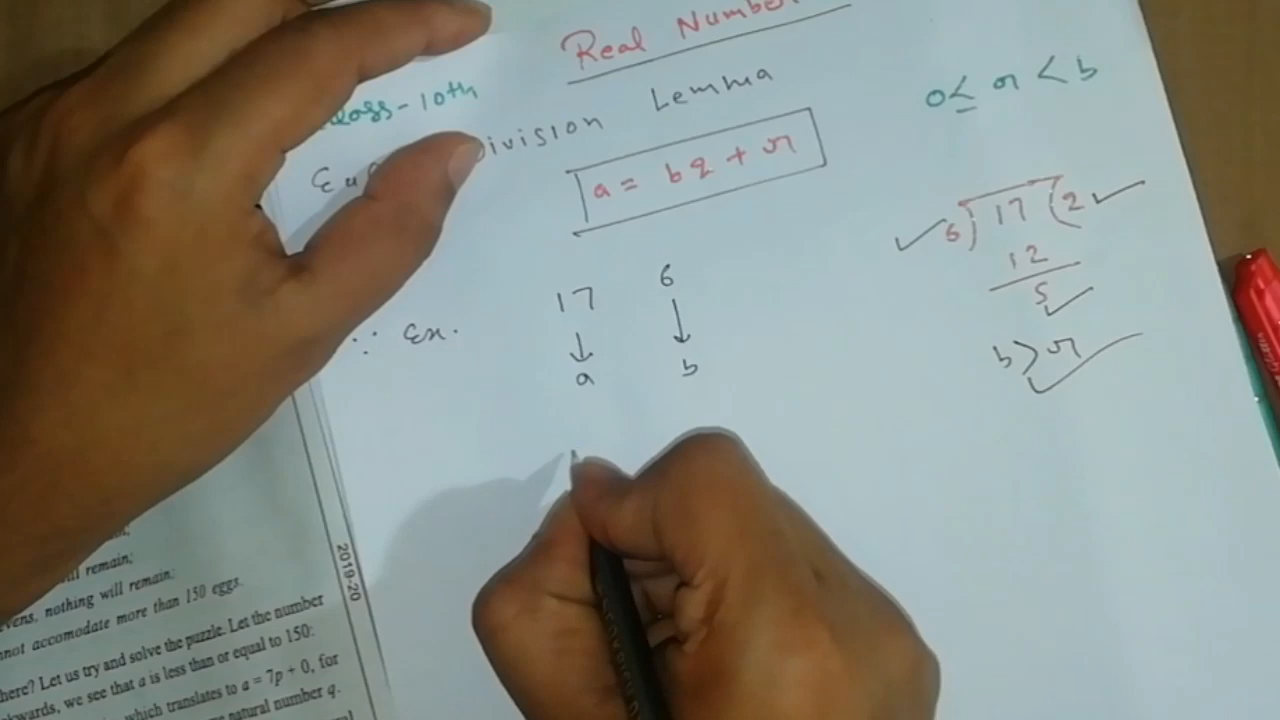 Real Number
Class - 10th
Division Lemma
a = bq + r
0 ≤ r < b
6) 17 (2
12
5
b > r
∵ Ex. 17 6
↓ ↓
a b
2019-20
will remain;
evens, nothing will remain;
not accomodate more than 150 eggs.
here? Let us try and solve the puzzle. Let the number
kwards, we see that a is less than or equal to 150:
which translates to a = 7p + 0, for
natural number q.